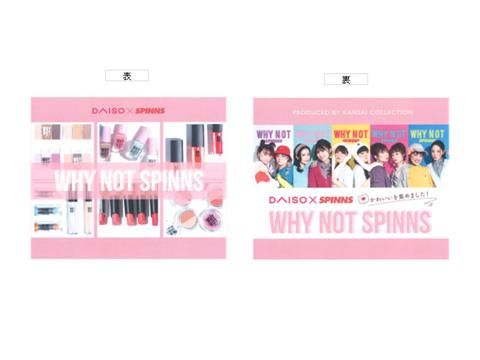 表
DAISO×SPINNS
WHY NOT SPINNS
裏
PRODUCED BY KANSAI COLLECTION
WHY NOT
WHY NOT
WHY NOT
WHY NOT
WHY NOT
DAISO×SPINNS かわいいを集めました!
WHY NOT SPINNS